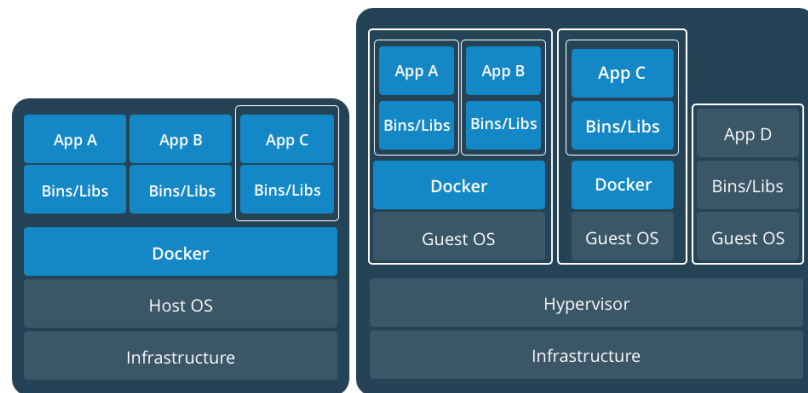 App A
App B
App C
Bins/Libs
Bins/Libs
Bins/Libs
Docker
Host OS
Infrastructure
App A
App B
Bins/Libs
Bins/Libs
Docker
Guest OS
App C
Bins/Libs
Docker
Guest OS
App D
Bins/Libs
Guest OS
Hypervisor
Infrastructure